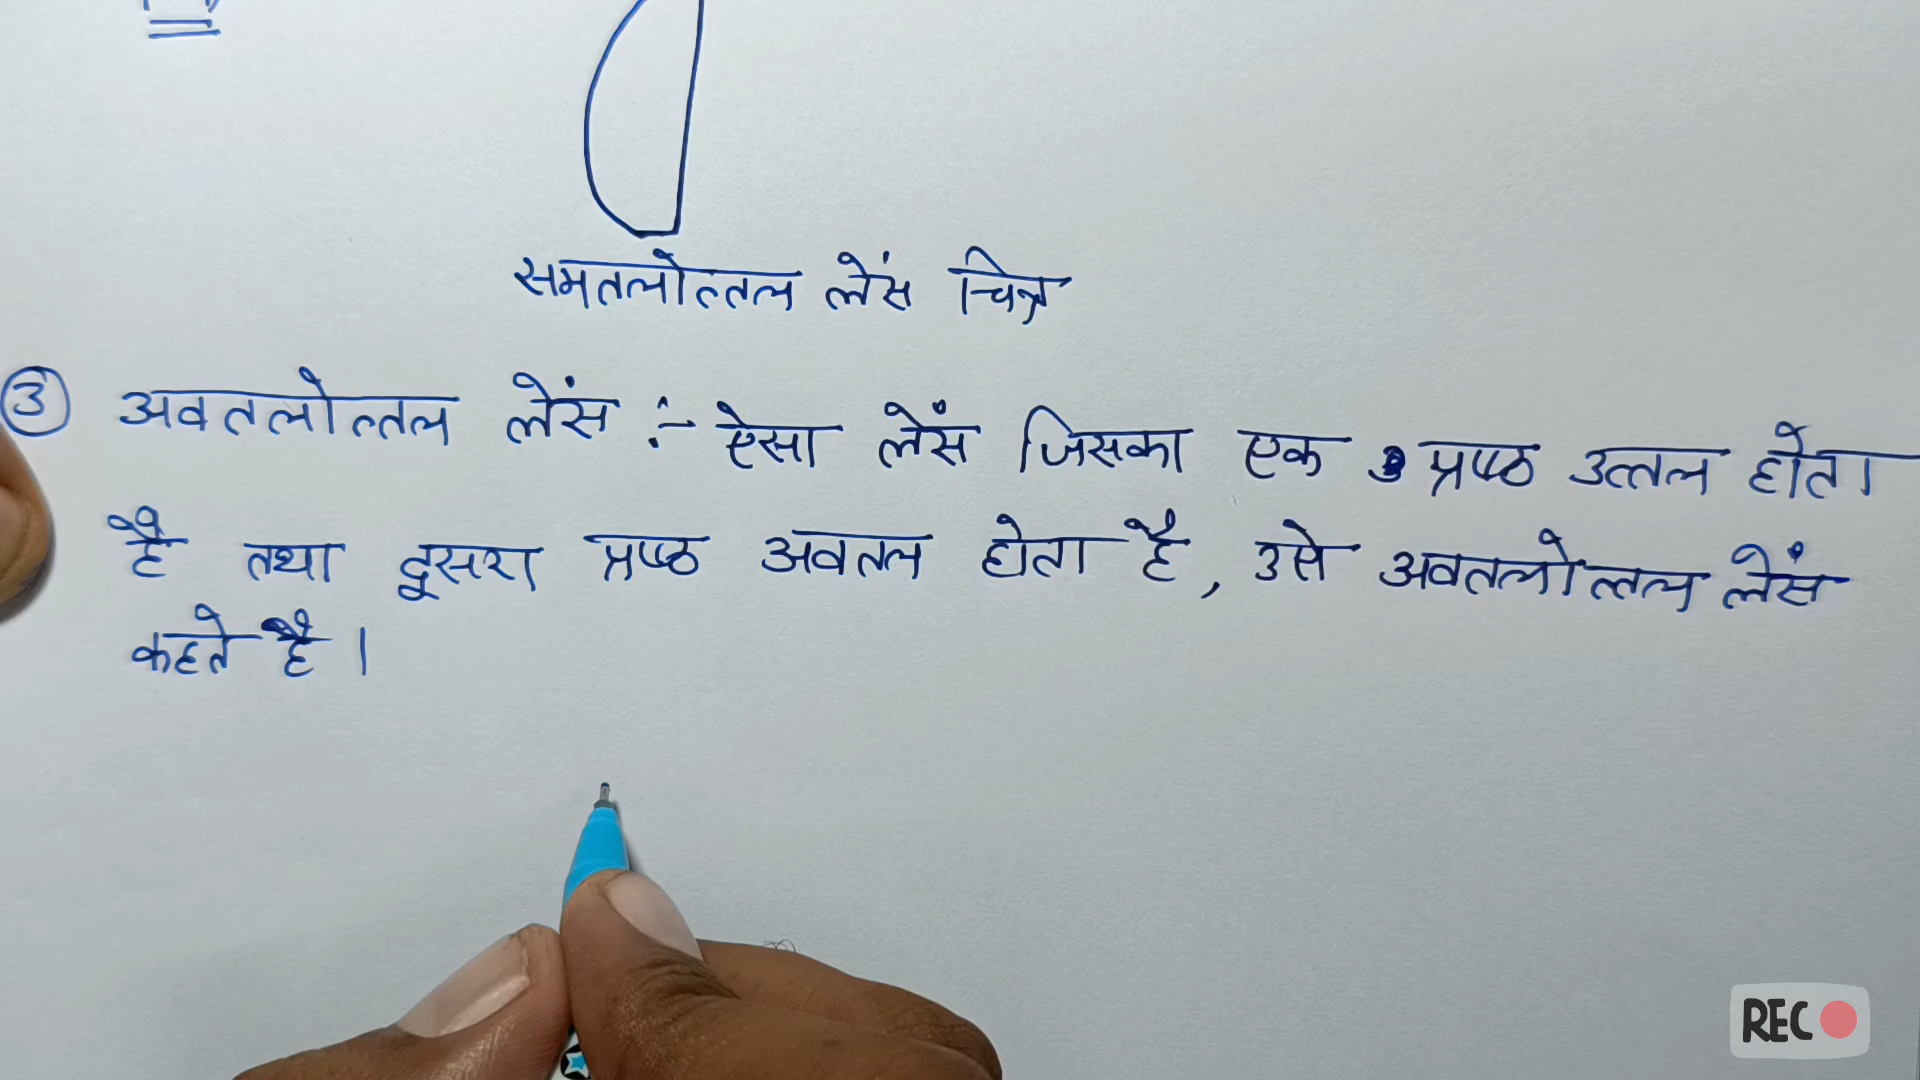 समतलोत्तल लेंस चित्र
3 अवतलोत्तल लेंस :- ऐसा लेंस जिसका एक प्रष्ठ उत्तल होता
है तथा दूसरा प्रष्ठ अवतल होता है, उसे अवतलोत्तल लेंस
कहते है।
REC